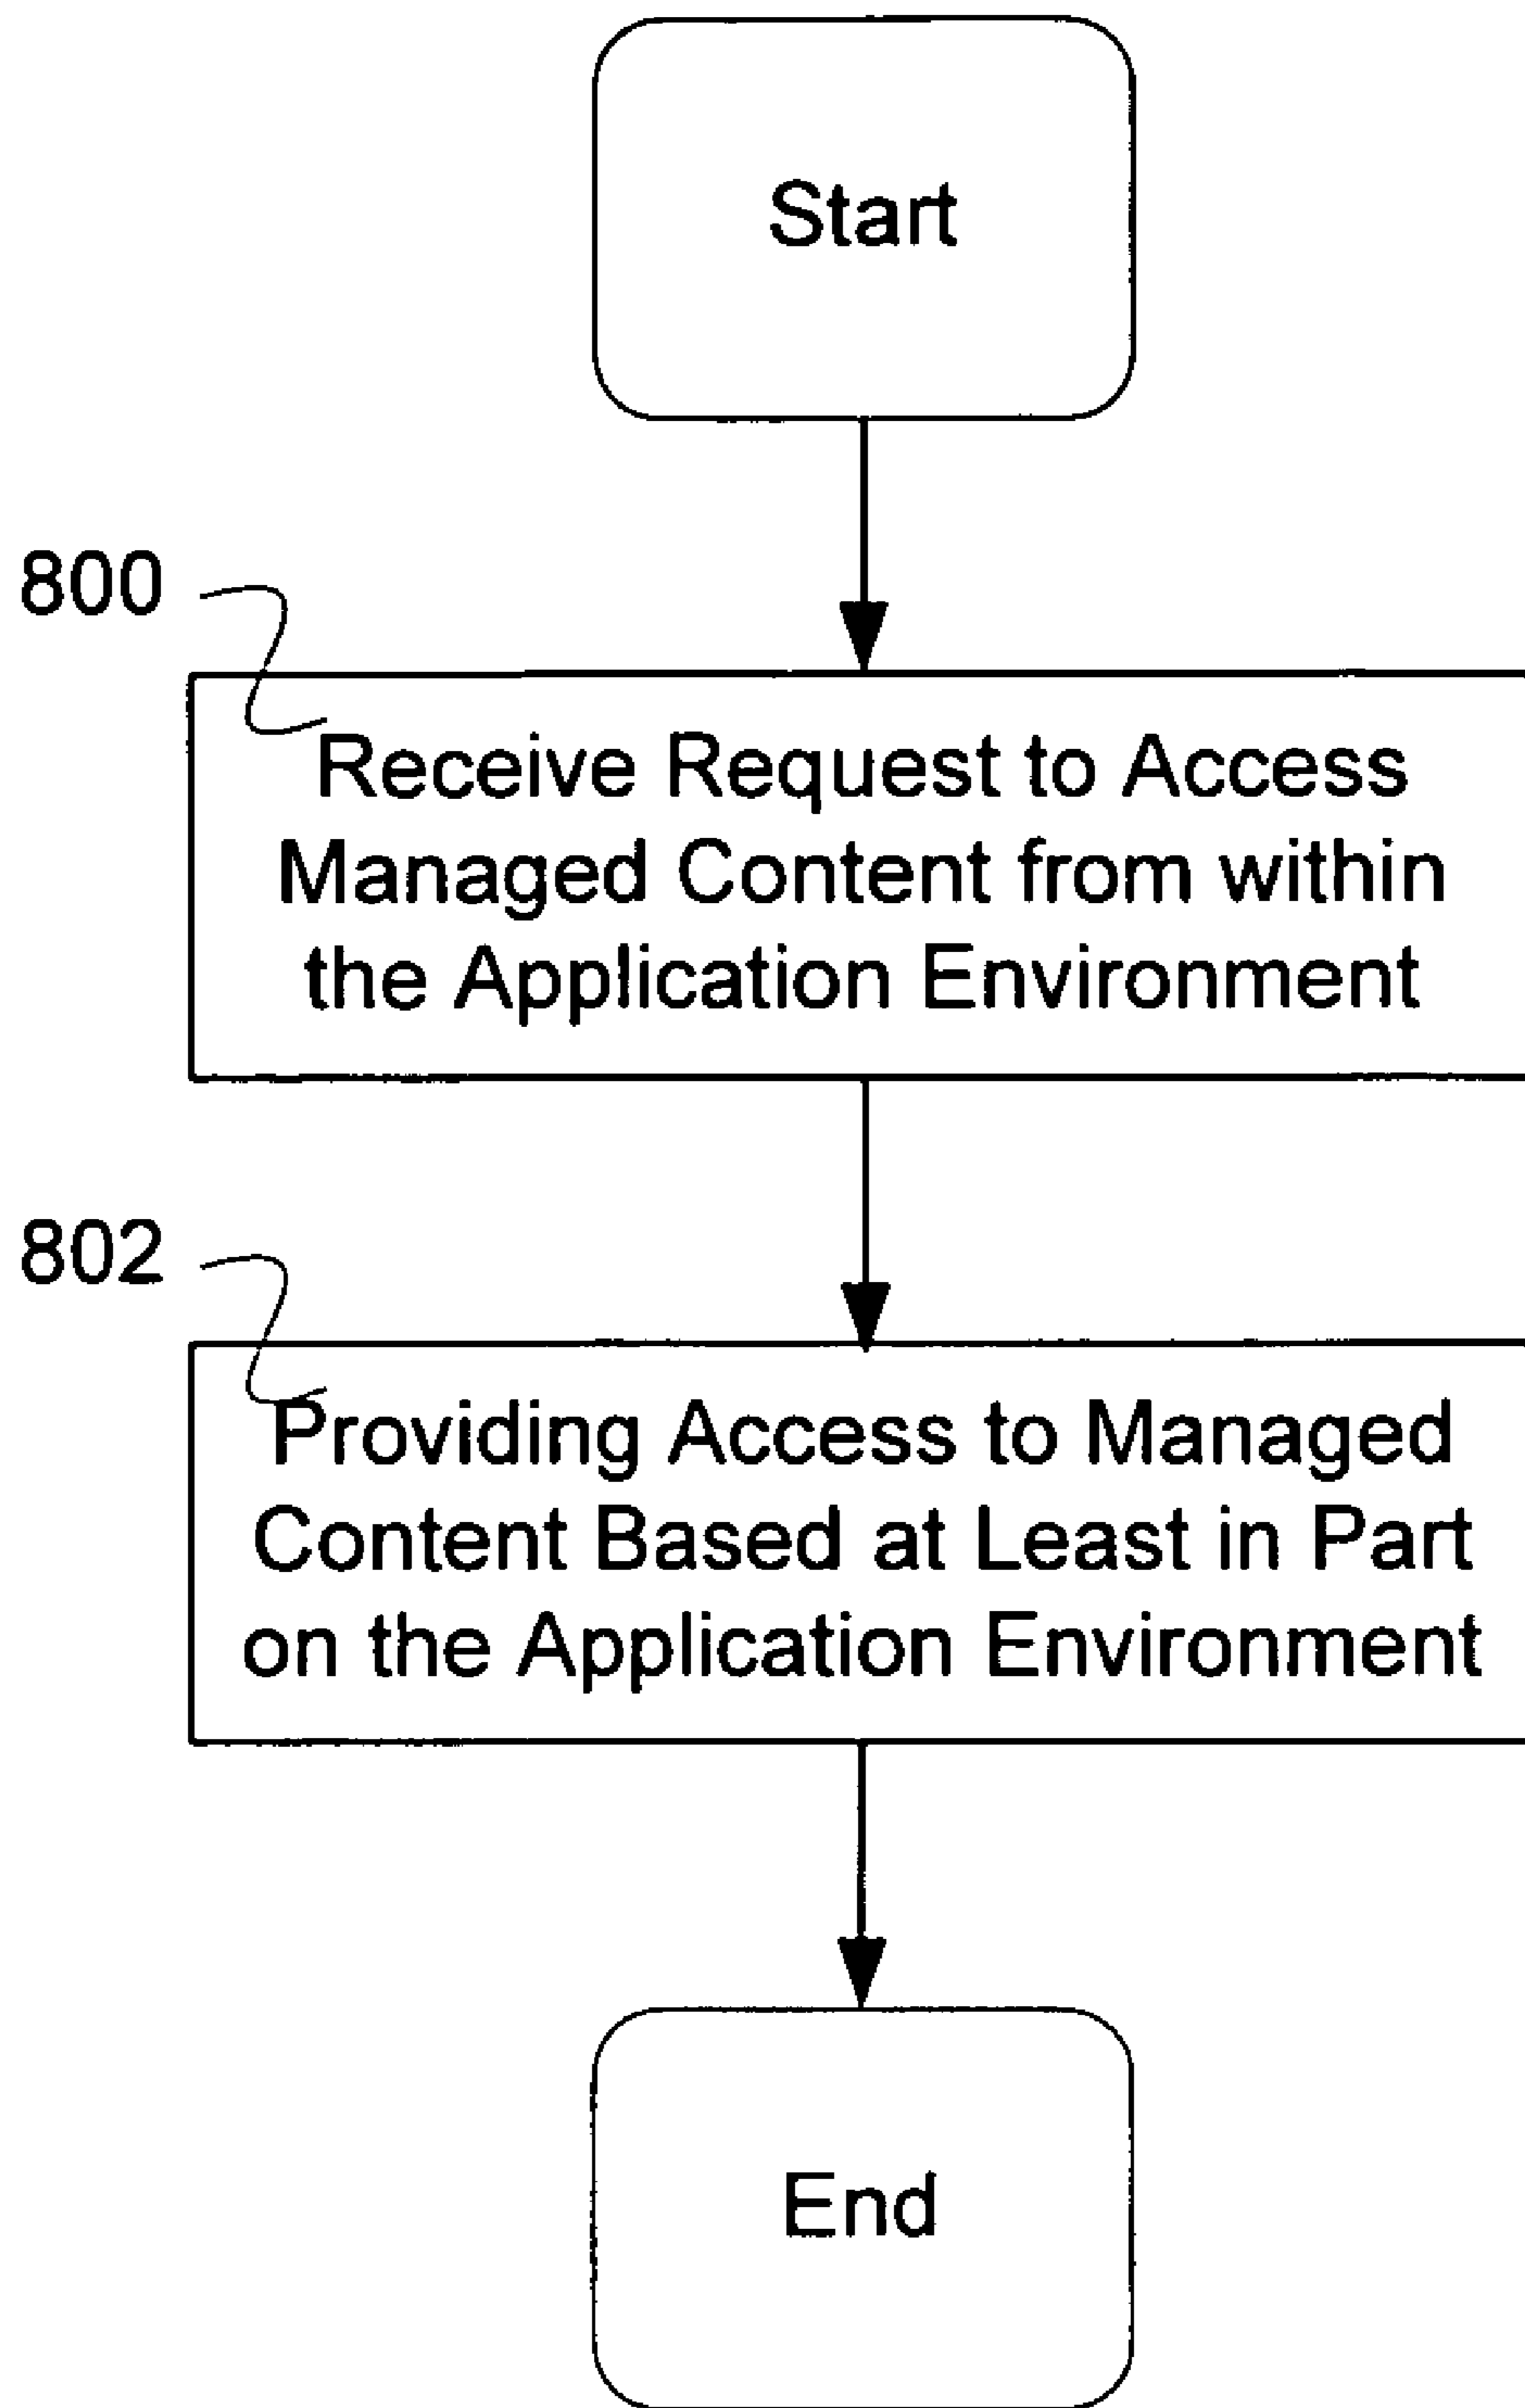 Start
800
Receive Request to Access
Managed Content from within
the Application Environment
802
Providing Access to Managed
Content Based at Least in Part
on the Application Environment
End